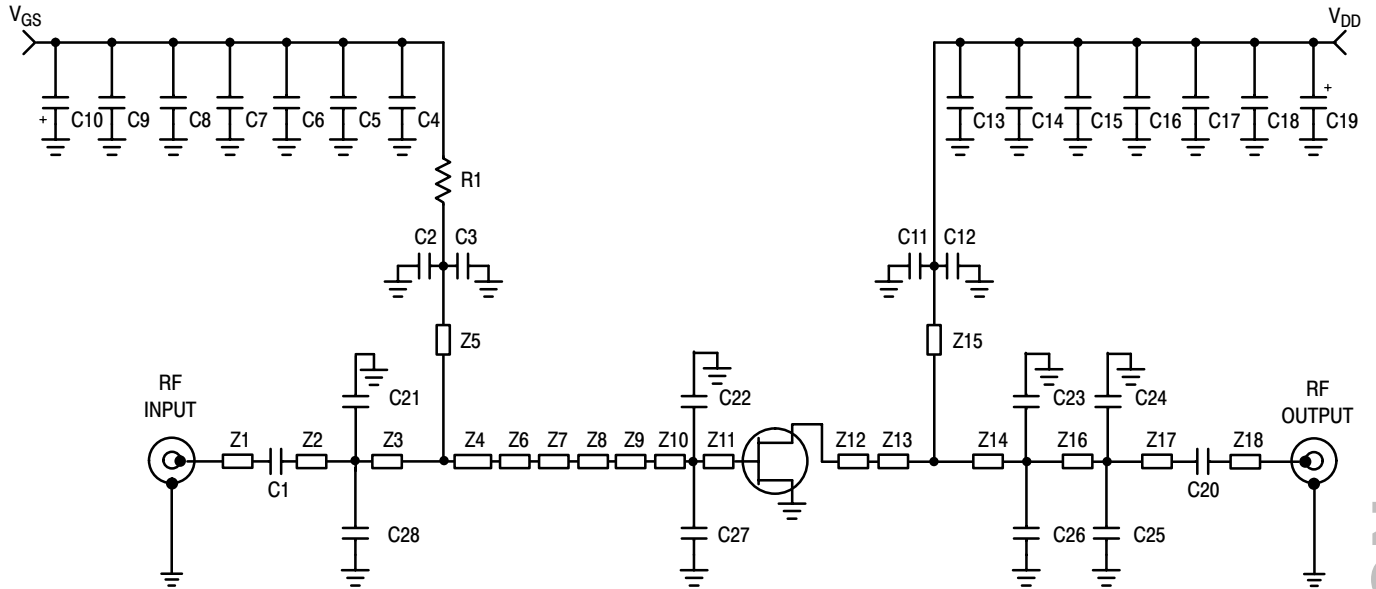 VGS
VDD
C10 C9 C8 C7 C6 C5 C4
C13 C14 C15 C16 C17 C18 C19
+
+
R1
C2 C3
C11 C12
Z5
Z15
RF
INPUT
C21
C22
C23
C24
RF
OUTPUT
Z1 Z2 Z3 Z4 Z6 Z7 Z8 Z9 Z10 Z11 Z12 Z13 Z14 Z16 Z17 Z18
C1
C20
C28
C27
C26
C25